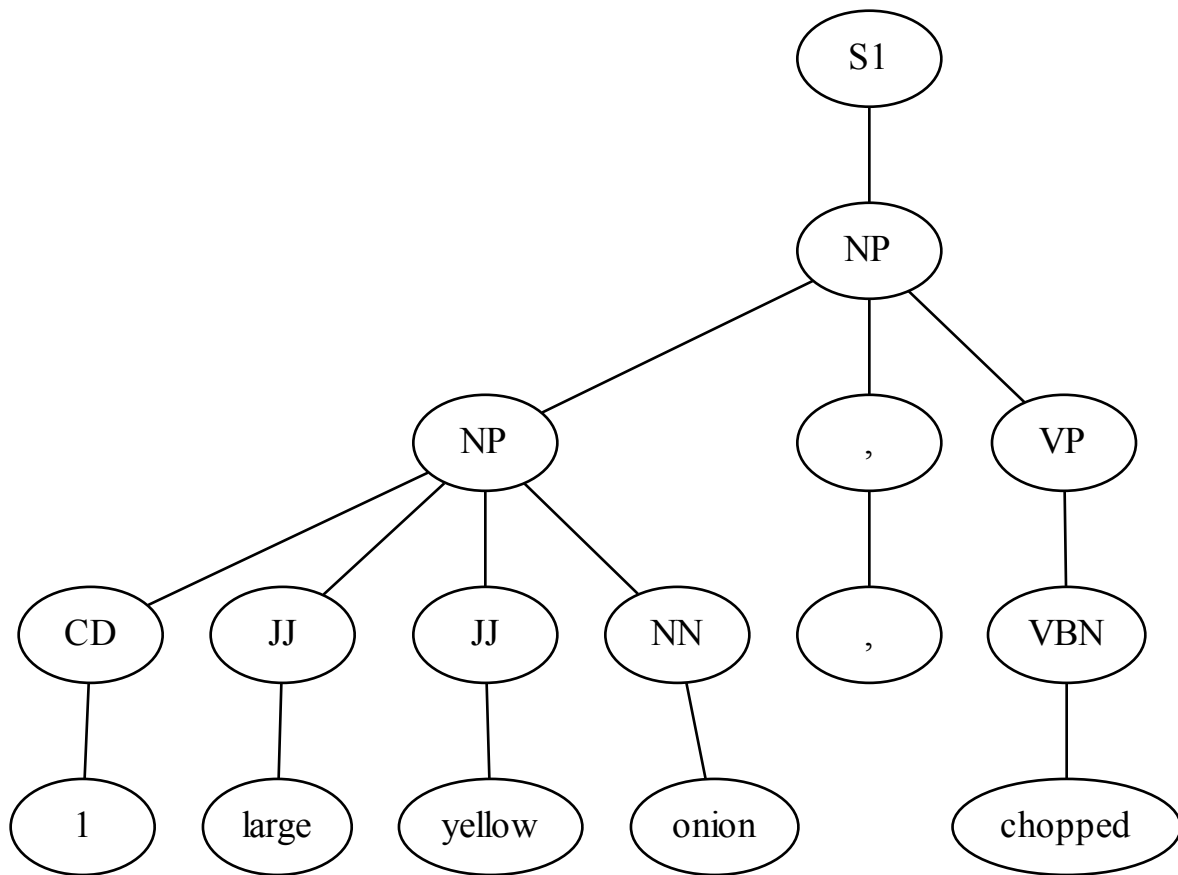 S1
NP
NP , VP
CD JJ JJ NN , VBN
1 large yellow onion chopped